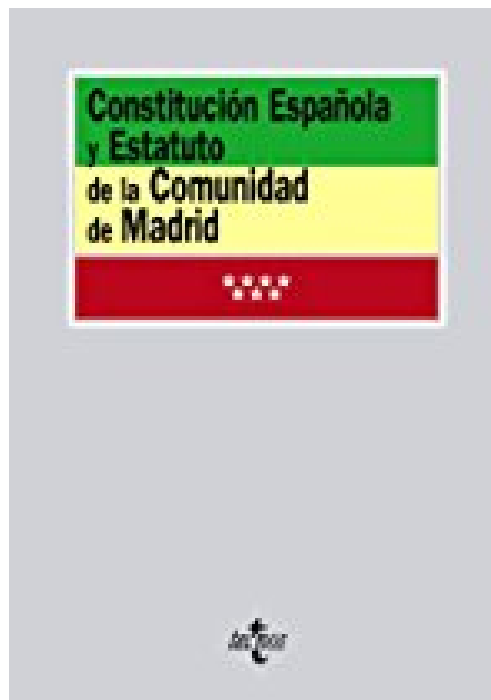 Constitución Española
y Estatuto
de la Comunidad
de Madrid
tecnos